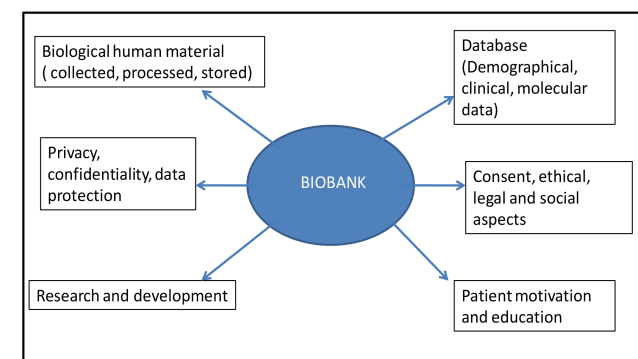 Biological human material
( collected, processed, stored)
Database
(Demographical,
clinical, molecular
data)
Privacy,
confidentiality, data
protection
BIOBANK
Consent, ethical,
legal and social
aspects
Research and development
Patient motivation
and education